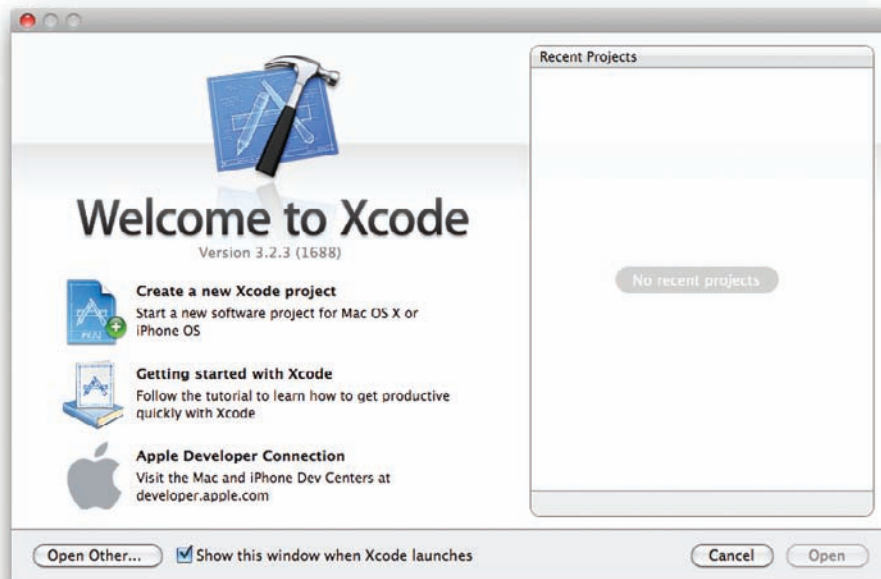 Welcome to Xcode
Version 3.2.3 (1688)
Create a new Xcode project
Start a new software project for Mac OS X or
iPhone OS
Getting started with Xcode
Follow the tutorial to learn how to get productive
quickly with Xcode
Apple Developer Connection
Visit the Mac and iPhone Dev Centers at
developer.apple.com
Recent Projects
No recent projects
Open Other...
Show this window when Xcode launches
Cancel
Open